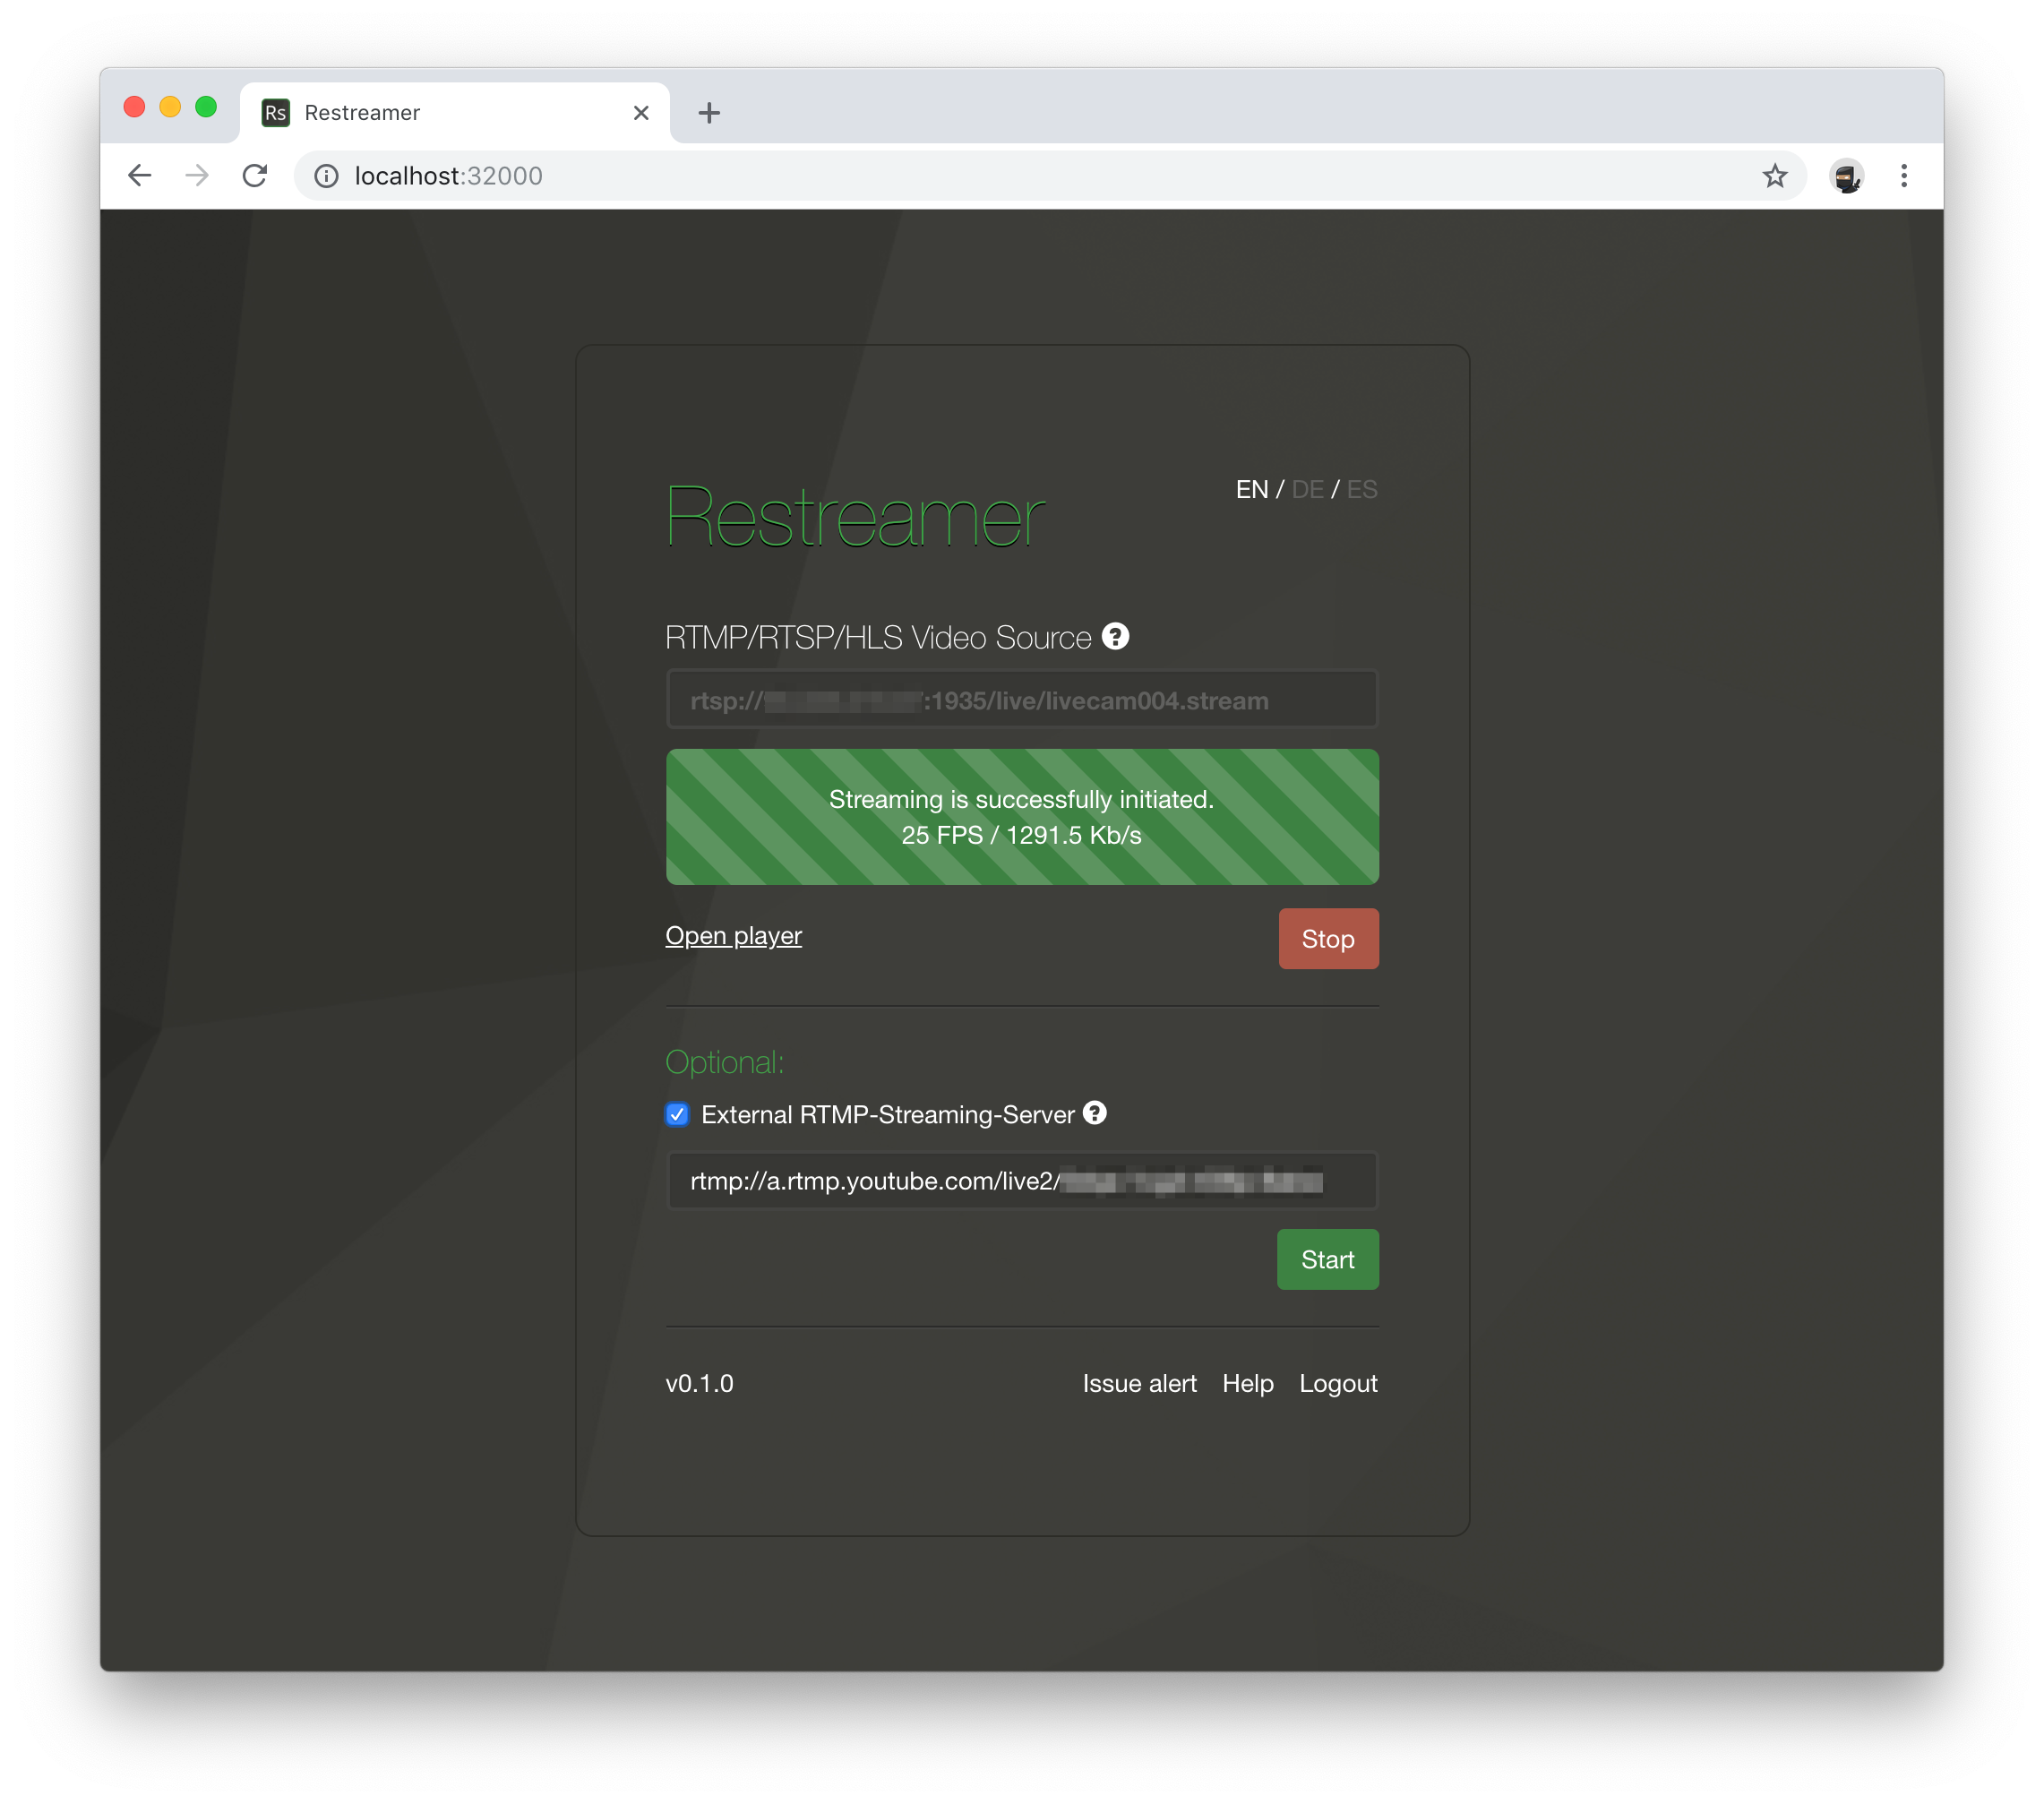 Rs Restreamer
localhost:32000
Restreamer
EN / DE / ES
RTMP/RTSP/HLS Video Source ?
rtsp:// :1935/live/livecam004.stream
Streaming is successfully initiated.
25 FPS / 1291.5 Kb/s
Open player
Stop
Optional:
External RTMP-Streaming-Server ?
rtmp://a.rtmp.youtube.com/live2/
Start
v0.1.0
Issue alert Help Logout